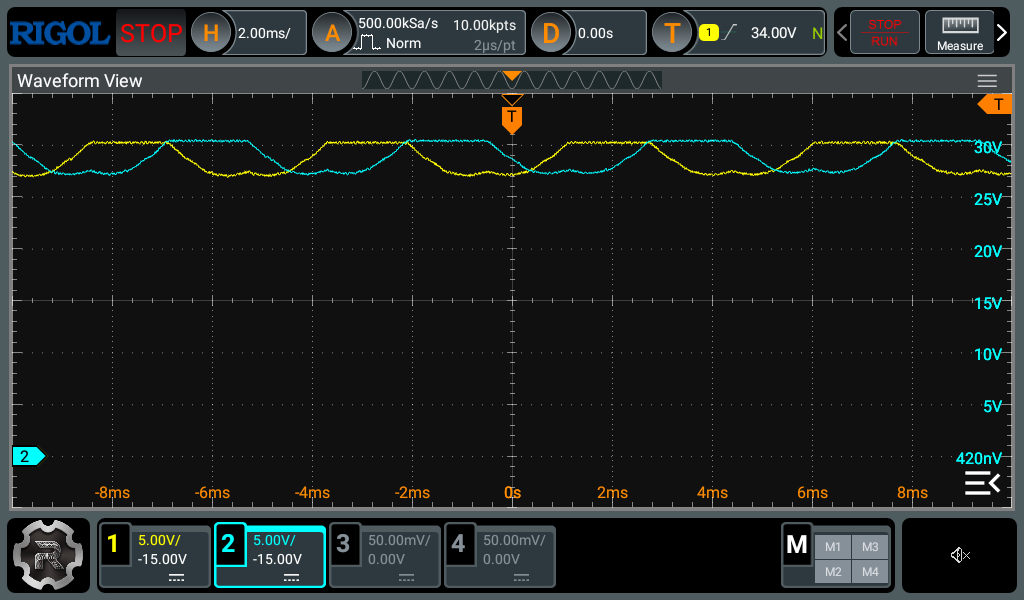 RIGOL STOP H 2.00ms/ A 500.00kSa/s 10.00kpts D 0.00s T 1 34.00V N STOP
Norm 2µs/pt RUN Measure
Waveform View
T
T
30V
25V
20V
15V
10V
5V
2 420nV
-8ms -6ms -4ms -2ms 0s 2ms 4ms 6ms 8ms
1 5.00V/ 2 5.00V/ 3 50.00mV/ 4 50.00mV/ M M1 M3
-15.00V -15.00V 0.00V 0.00V M2 M4
R